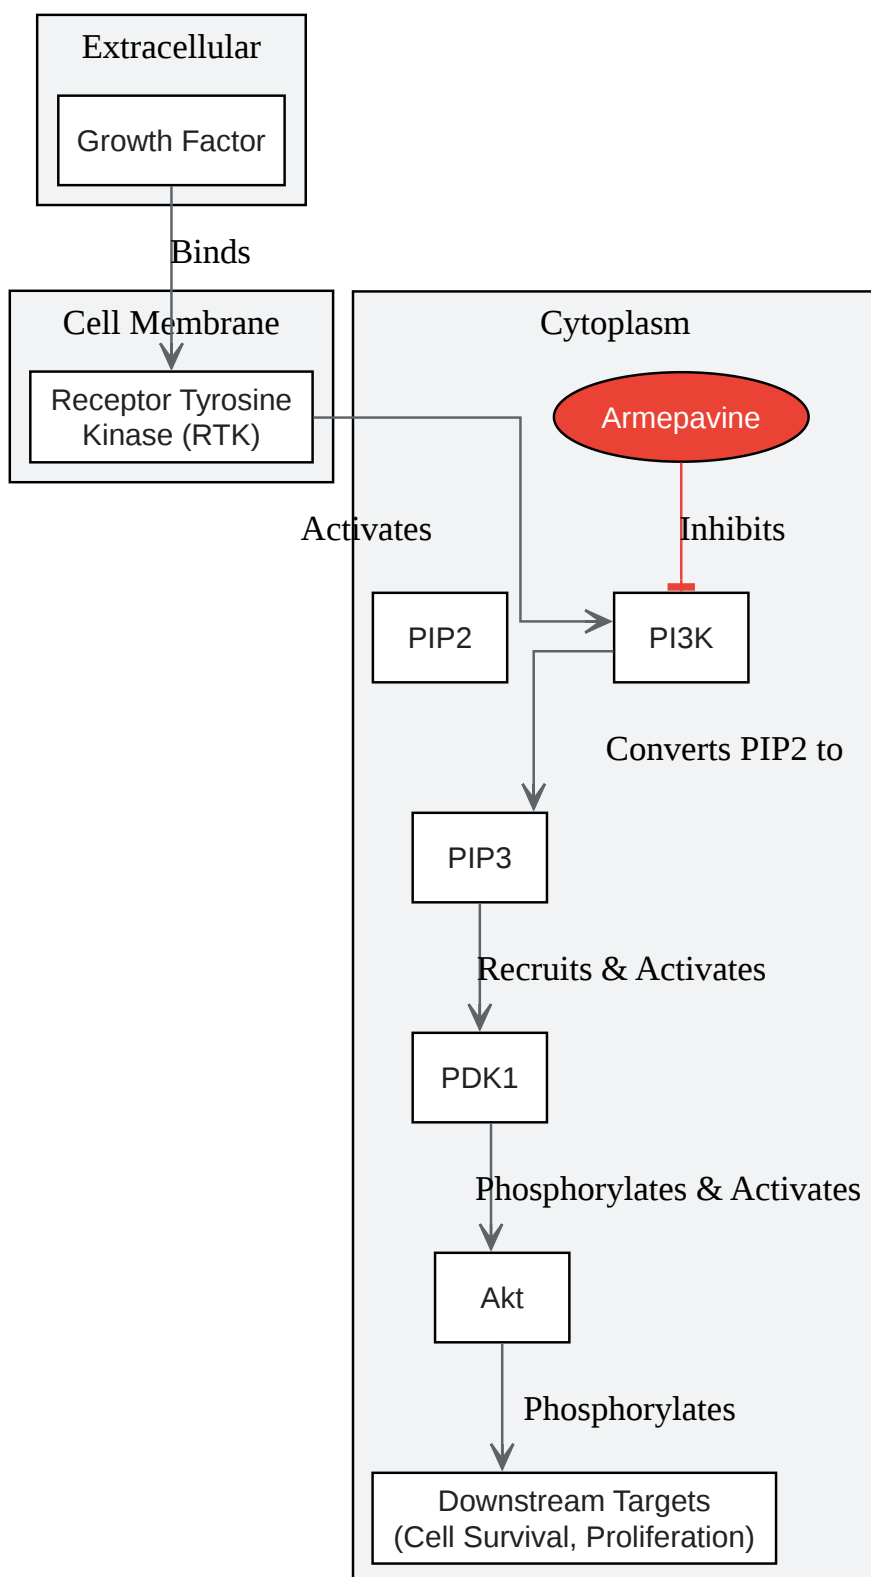 Extracellular
Growth Factor
Binds
Cell Membrane
Receptor Tyrosine
Kinase (RTK)
Cytoplasm
Armepavine
Activates
Inhibits
PIP2
PI3K
Converts PIP2 to
PIP3
Recruits & Activates
PDK1
Phosphorylates & Activates
Akt
Phosphorylates
Downstream Targets
(Cell Survival, Proliferation)